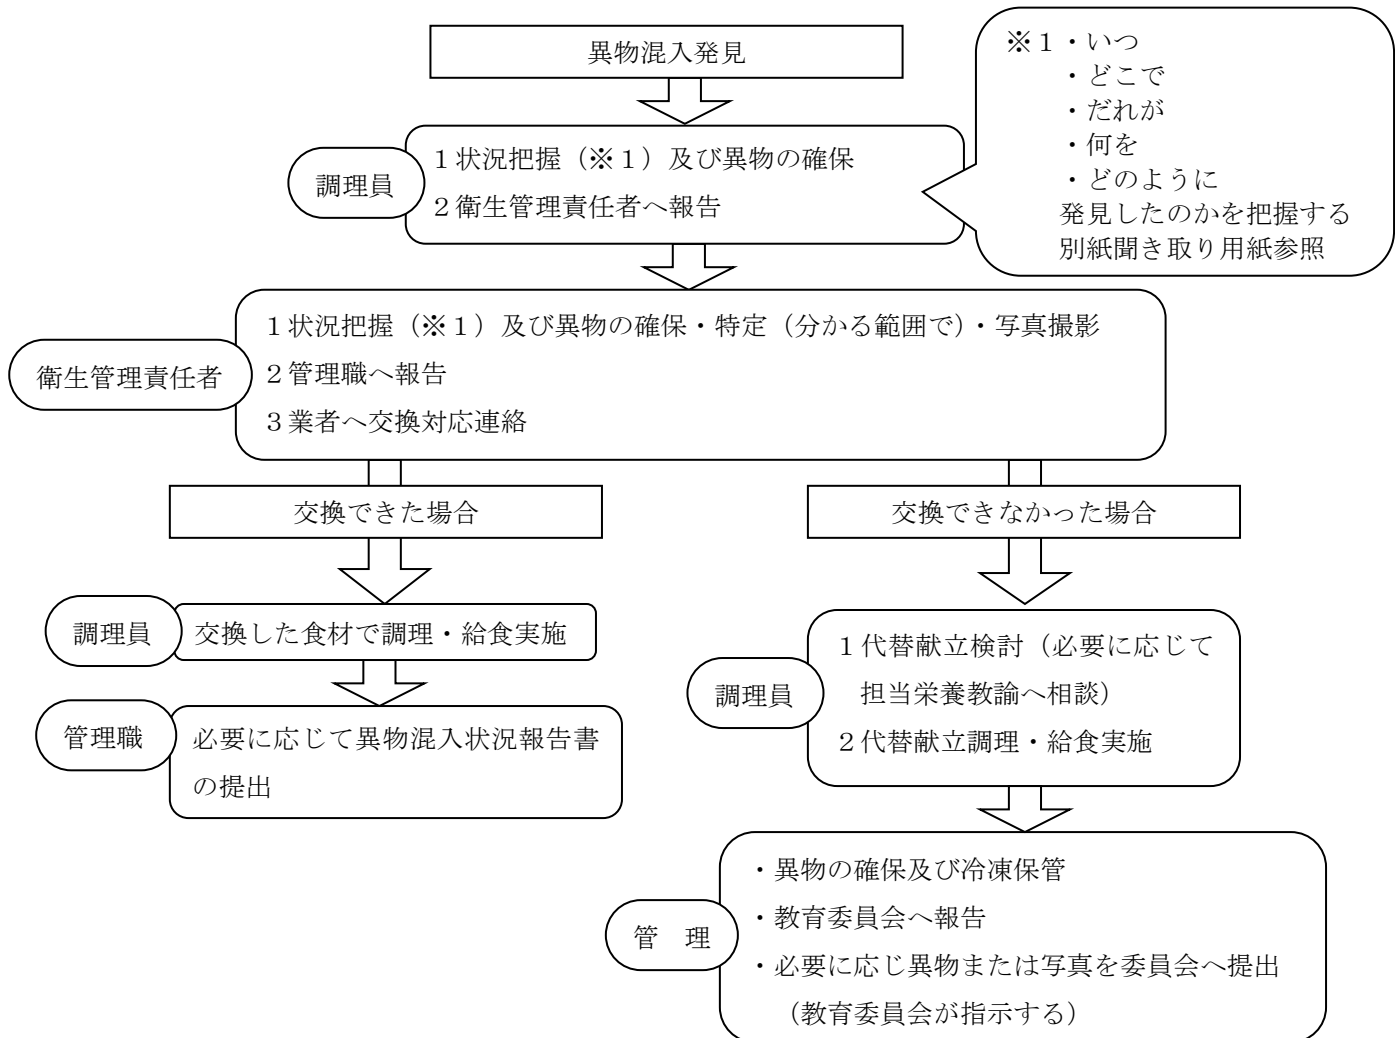 異物混入発見
※１・いつ
・どこで
・だれが
・何を
・どのように
発見したのかを把握する
別紙聞き取り用紙参照
調理員
１状況把握（※１）及び異物の確保
２衛生管理責任者へ報告
衛生管理責任者
１状況把握（※１）及び異物の確保・特定（分かる範囲で）・写真撮影
２管理職へ報告
３業者へ交換対応連絡
交換できた場合
調理員
交換した食材で調理・給食実施
管理職
必要に応じて異物混入状況報告書
の提出
交換できなかった場合
調理員
１代替献立検討（必要に応じて
担当栄養教諭へ相談）
２代替献立調理・給食実施
管　理
・異物の確保及び冷凍保管
・教育委員会へ報告
・必要に応じ異物または写真を委員会へ提出
（教育委員会が指示する）